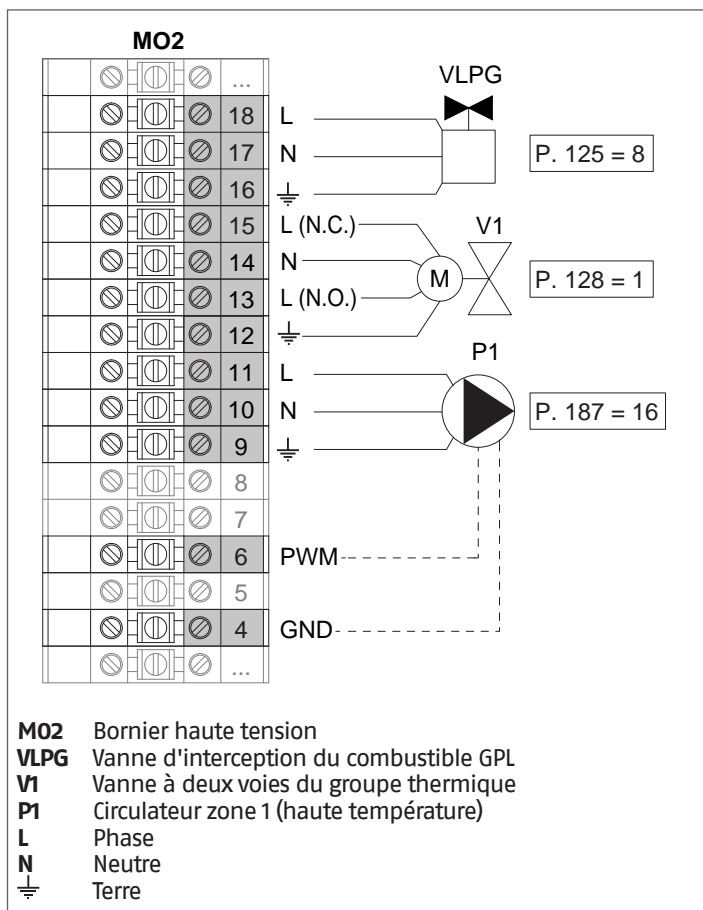 MO2
...
VLPG
18 L
17 N
P. 125 = 8
16 ⏚
15 L (N.C.)
V1
14 N
M
P. 128 = 1
13 L (N.O.)
12 ⏚
P1
11 L
10 N
P. 187 = 16
9 ⏚
8
7
6 PWM
5
4 GND
...
M02 Bornier haute tension
VLPG Vanne d'interception du combustible GPL
V1 Vanne à deux voies du groupe thermique
P1 Circulateur zone 1 (haute température)
L Phase
N Neutre
⏚ Terre